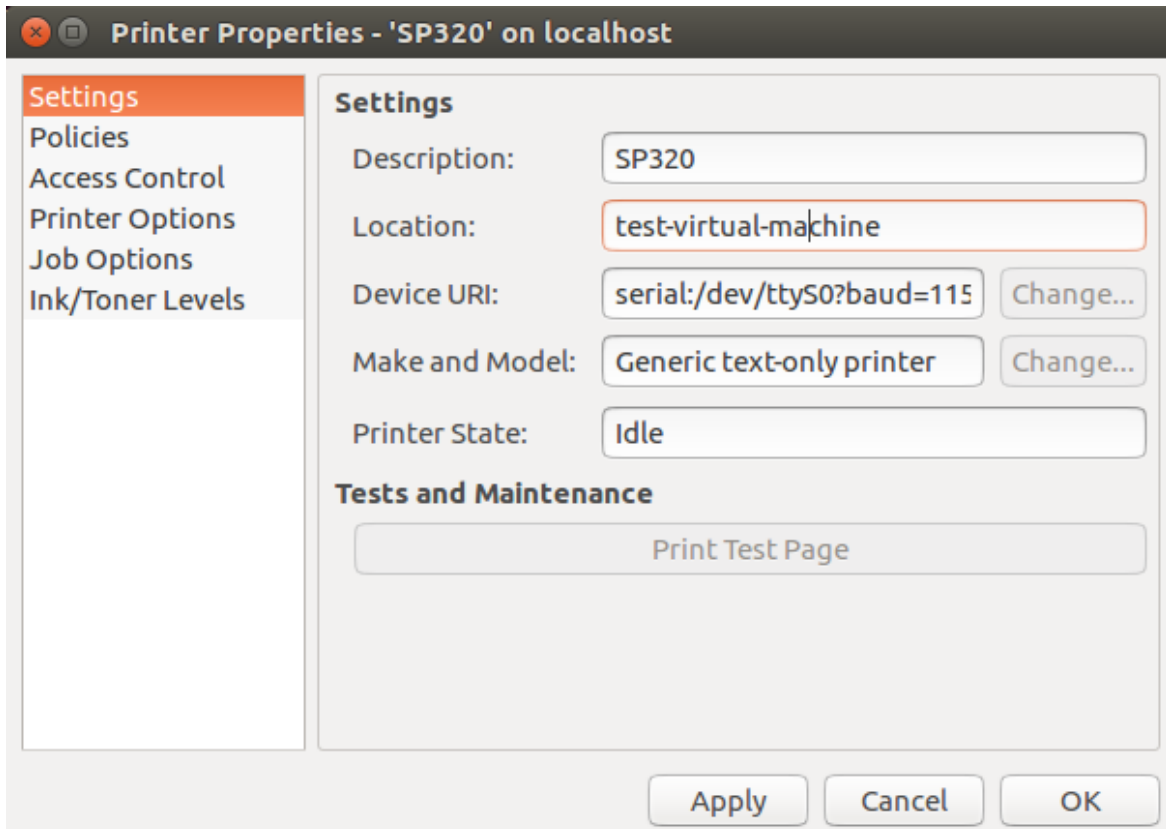 Printer Properties - 'SP320' on localhost
Settings
Policies
Access Control
Printer Options
Job Options
Ink/Toner Levels
Settings
Description: SP320
Location: test-virtual-machine
Device URI: serial:/dev/ttyS0?baud=115 Change...
Make and Model: Generic text-only printer Change...
Printer State: Idle
Tests and Maintenance
Print Test Page
Apply Cancel OK